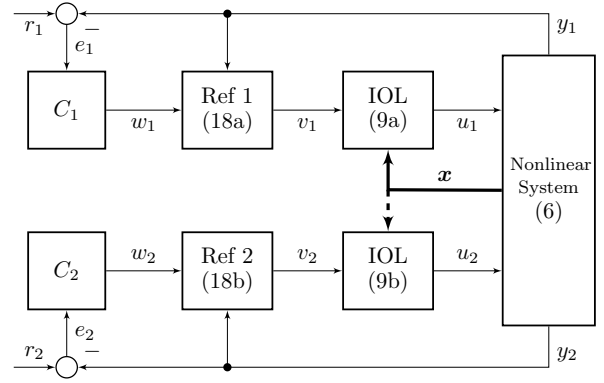 r₁
−
y₁
e₁
C₁
w₁
Ref 1
(18a)
v₁
IOL
(9a)
u₁
x
Nonlinear
System
(6)
C₂
w₂
Ref 2
(18b)
v₂
IOL
(9b)
u₂
e₂
r₂
−
y₂